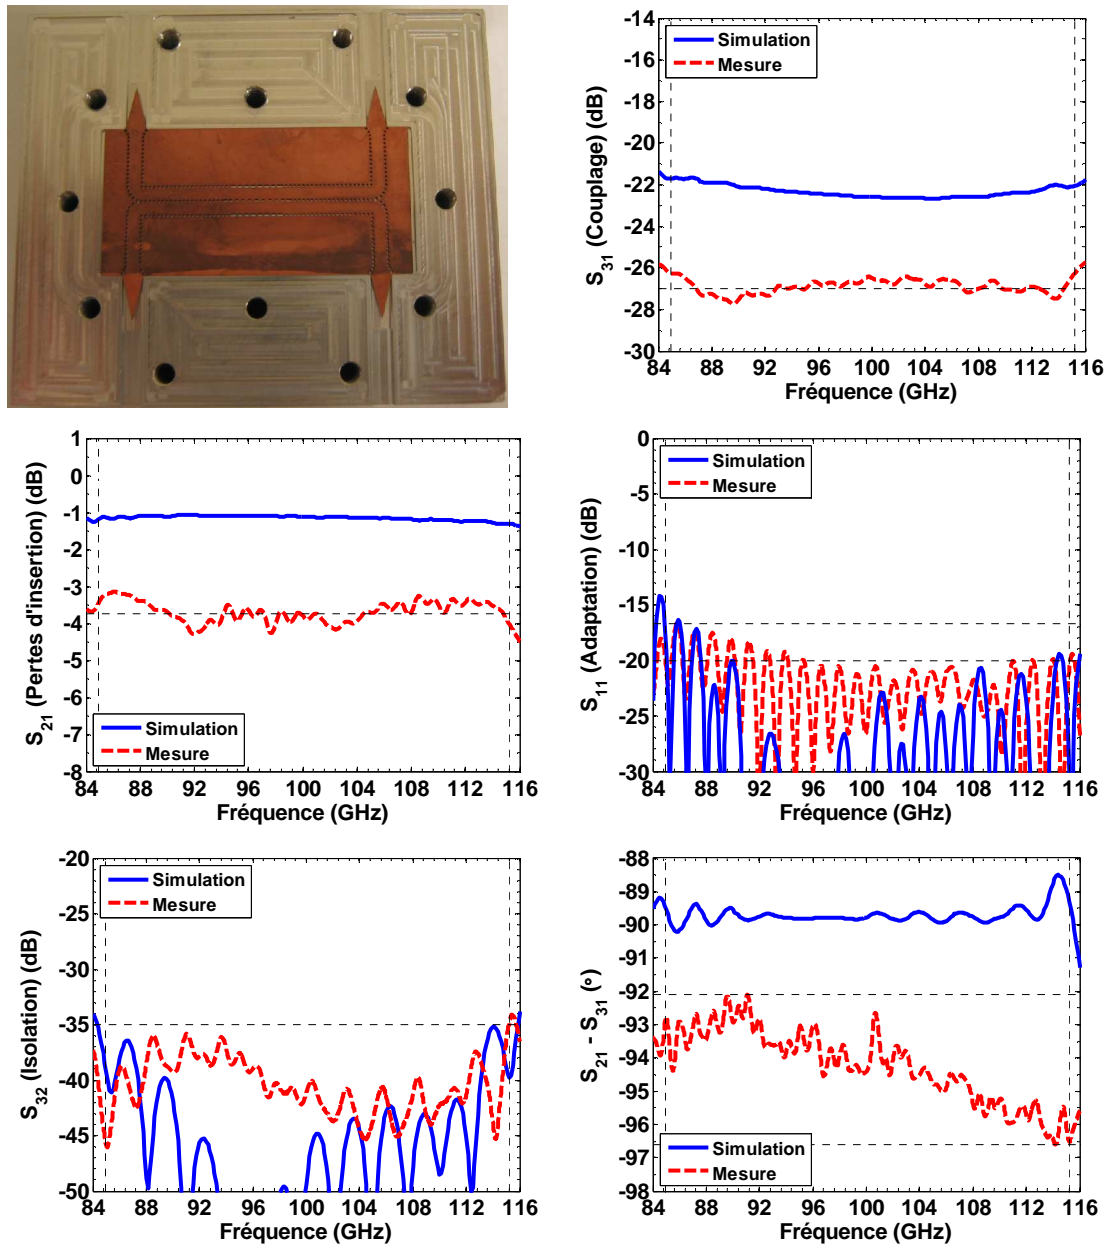 -14
-16
-18
-20
-22
-24
-26
-28
-30
S31 (Couplage) (dB)
Simulation
Mesure
84 88 92 96 100 104 108 112 116
Fréquence (GHz)
1
0
-1
-2
-3
-4
-5
-6
-7
-8
S21 (Pertes d'insertion) (dB)
Simulation
Mesure
84 88 92 96 100 104 108 112 116
Fréquence (GHz)
0
-5
-10
-15
-20
-25
-30
S11 (Adaptation) (dB)
Simulation
Mesure
84 88 92 96 100 104 108 112 116
Fréquence (GHz)
-20
-25
-30
-35
-40
-45
-50
S32 (Isolation) (dB)
Simulation
Mesure
84 88 92 96 100 104 108 112 116
Fréquence (GHz)
-88
-89
-90
-91
-92
-93
-94
-95
-96
-97
-98
S21 - S31 (º)
Simulation
Mesure
84 88 92 96 100 104 108 112 116
Fréquence (GHz)